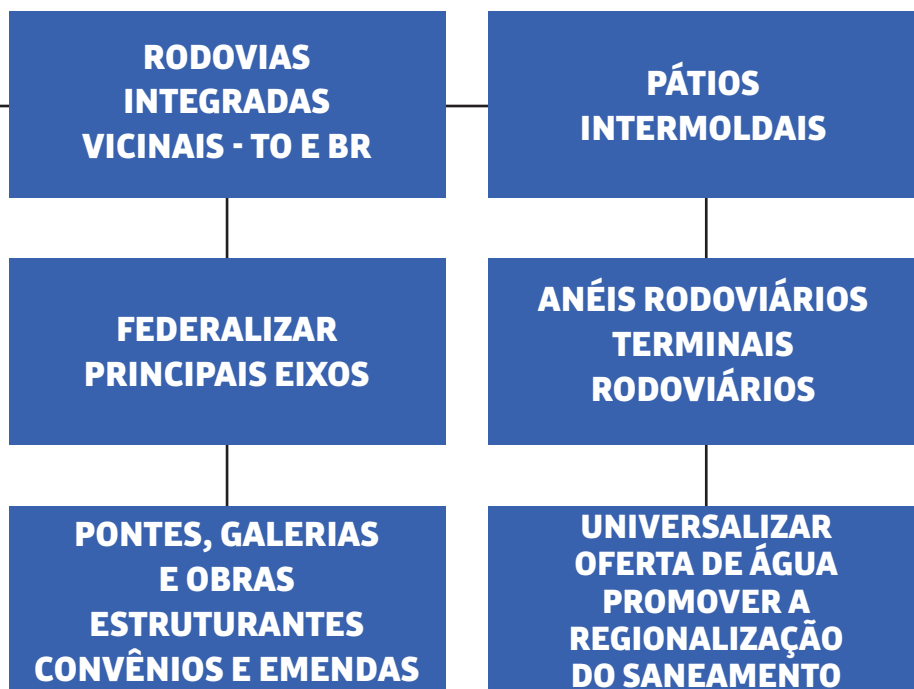 RODOVIAS
INTEGRADAS
VICINAIS - TO E BR
PÁTIOS
INTERMOLDAIS
FEDERALIZAR
PRINCIPAIS EIXOS
ANÉIS RODOVIÁRIOS
TERMINAIS
RODOVIÁRIOS
PONTES, GALERIAS
E OBRAS
ESTRUTURANTES
CONVÊNIOS E EMENDAS
UNIVERSALIZAR
OFERTA DE ÁGUA
PROMOVER A
REGIONALIZAÇÃO
DO SANEAMENTO